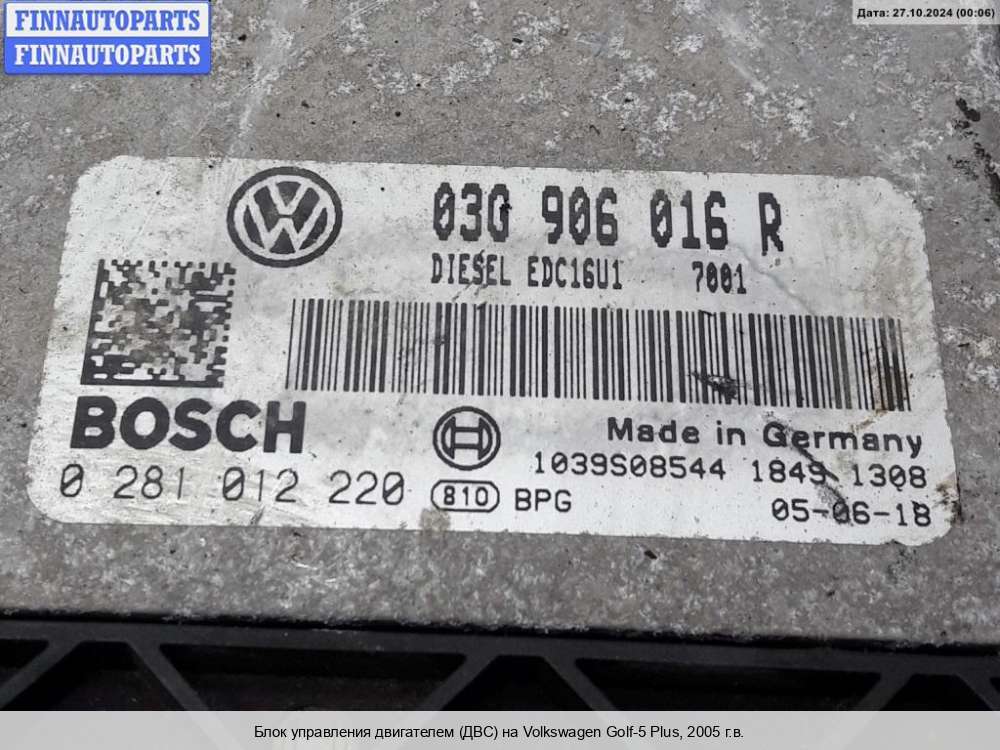 FINNAUTOPARTS
FINNAUTOPARTS
Дата: 27.10.2024 (00:06)
03G 906 016 R
DIESEL EDC16U1 7001
BOSCH
Made in Germany
1039S08544 1849 1308
0 281 012 220 810 BPG
05-06-18
Блок управления двигателем (ДВС) на Volkswagen Golf-5 Plus, 2005 г.в.